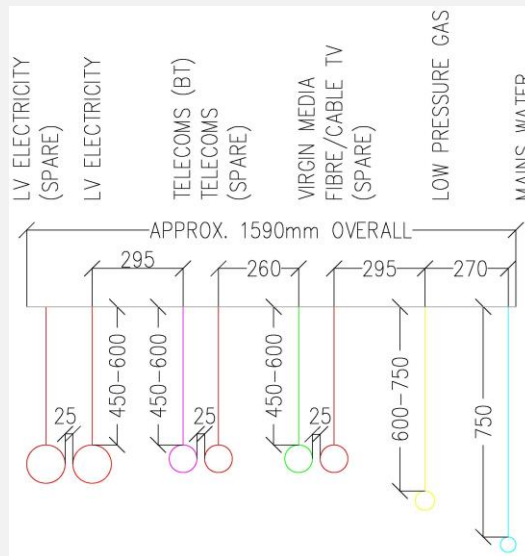 LV ELECTRICITY
(SPARE)
LV ELECTRICITY
TELECOMS (BT)
TELECOMS
(SPARE)
VIRGIN MEDIA
FIBRE/CABLE TV
(SPARE)
LOW PRESSURE GAS
MAINS WATER
APPROX. 1590mm OVERALL
295
260
295
270
450-600
450-600
450-600
600-750
750
25
25
25